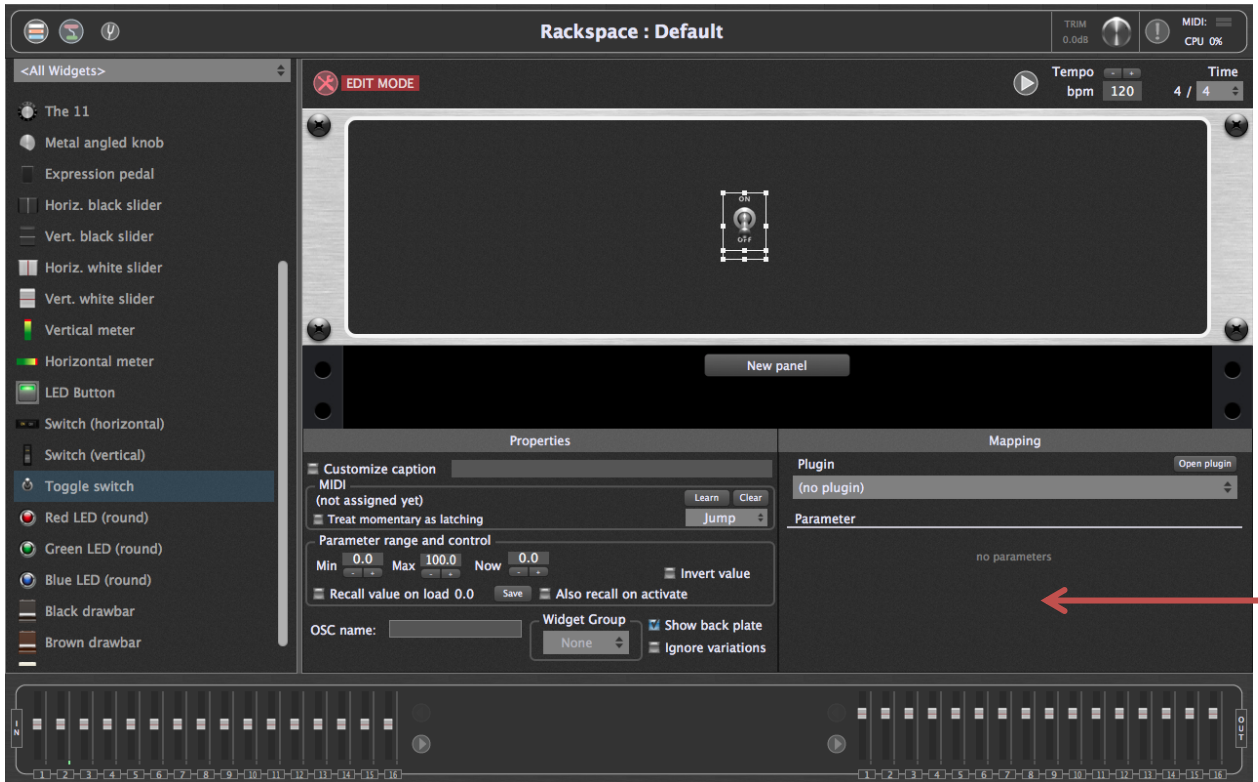 Rackspace : Default
TRIM
0.0dB
MIDI:
CPU 0%
<All Widgets>
The 11
Metal angled knob
Expression pedal
Horiz. black slider
Vert. black slider
Horiz. white slider
Vert. white slider
Vertical meter
Horizontal meter
LED Button
Switch (horizontal)
Switch (vertical)
Toggle switch
Red LED (round)
Green LED (round)
Blue LED (round)
Black drawbar
Brown drawbar
EDIT MODE
Tempo - + Time
bpm 120 4 / 4
ON
OFF
New panel
Properties
Customize caption
MIDI
(not assigned yet) Learn Clear
Treat momentary as latching Jump
Parameter range and control
Min 0.0 Max 100.0 Now 0.0
- + - + - +
Invert value
Recall value on load 0.0 Save Also recall on activate
OSC name:
Widget Group
None
Show back plate
Ignore variations
Mapping
Plugin Open plugin
(no plugin)
Parameter
no parameters
IN
1 2 3 4 5 6 7 8 9 10 11 12 13 14 15 16
1 2 3 4 5 6 7 8 9 10 11 12 13 14 15 16
OUT